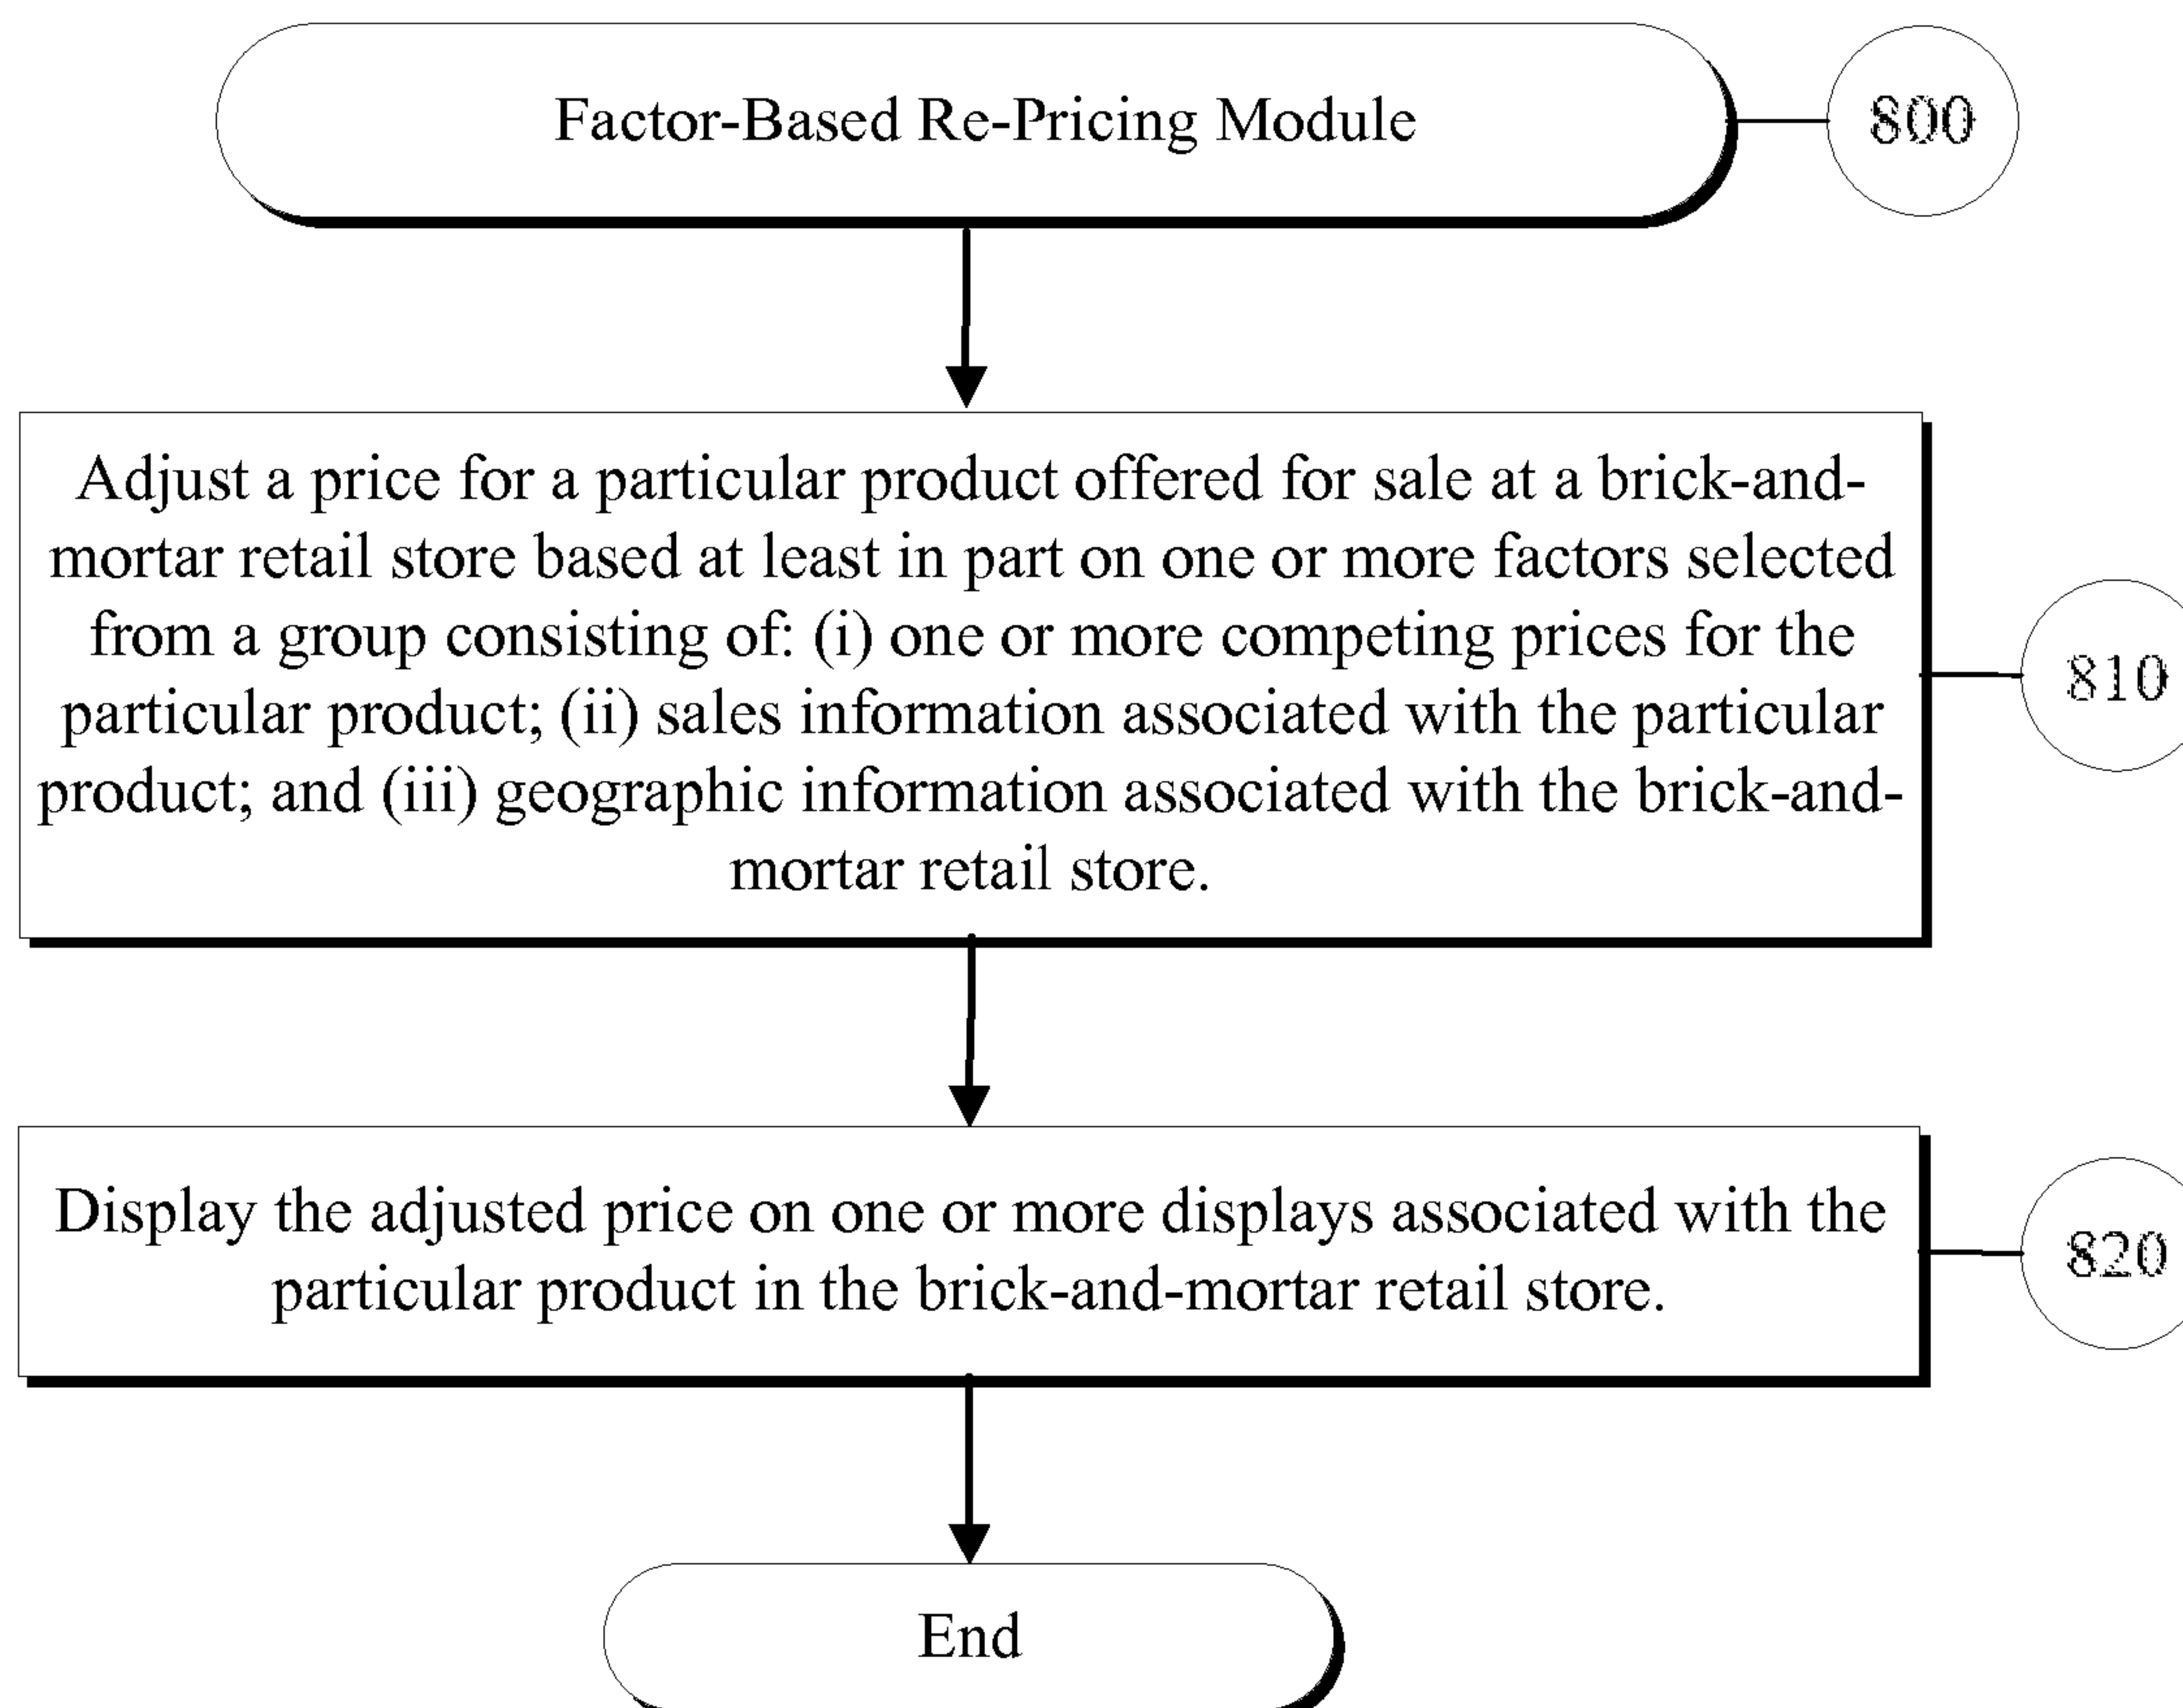 Factor-Based Re-Pricing Module
800
Adjust a price for a particular product offered for sale at a brick-and-
mortar retail store based at least in part on one or more factors selected
from a group consisting of: (i) one or more competing prices for the
particular product; (ii) sales information associated with the particular
product; and (iii) geographic information associated with the brick-and-
mortar retail store.
810
Display the adjusted price on one or more displays associated with the
particular product in the brick-and-mortar retail store.
820
End